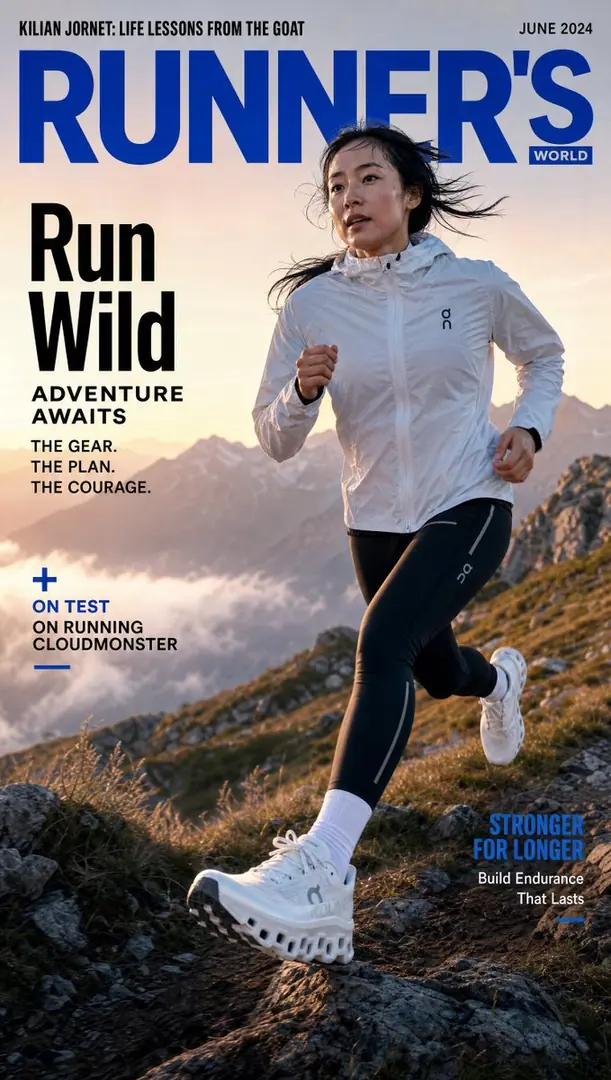 KILIAN JORNET: LIFE LESSONS FROM THE GOAT
JUNE 2024
RUNNER'S
WORLD
Run
Wild
ADVENTURE
AWAITS
THE GEAR.
THE PLAN.
THE COURAGE.
+
ON TEST
ON RUNNING
CLOUDMONSTER
STRONGER
FOR LONGER
Build Endurance
That Lasts